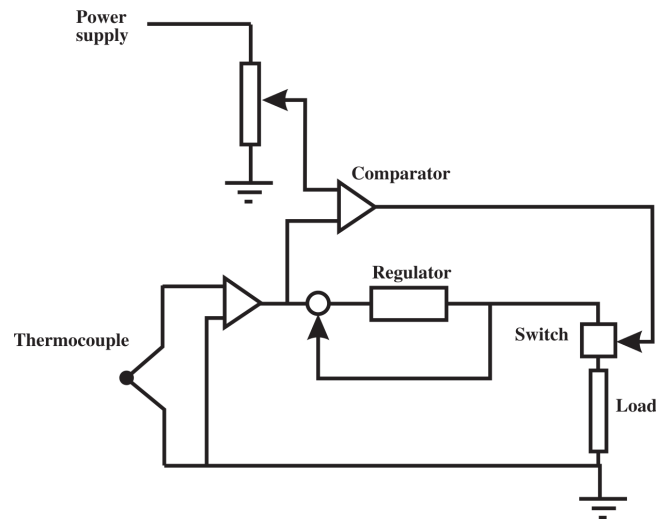 Power
supply
Comparator
Regulator
Thermocouple
Switch
Load